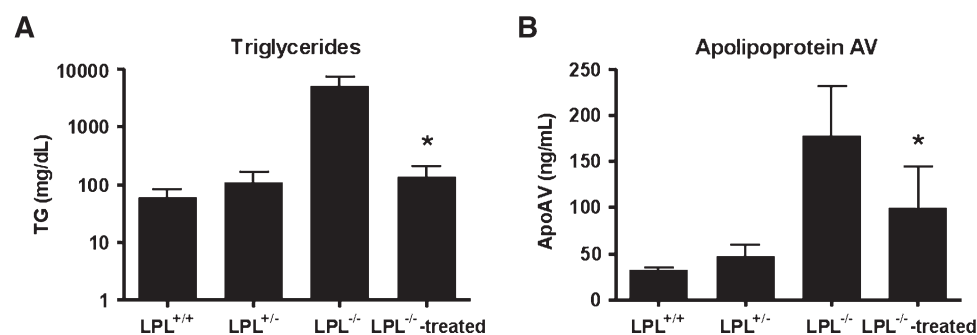 A
Triglycerides
TG (mg/dL)
10000
1000
100
10
1
*
LPL+/+ LPL+/- LPL-/- LPL-/--treated
B
Apolipoprotein AV
ApoAV (ng/mL)
250
200
150
100
50
0
*
LPL+/+ LPL+/- LPL-/- LPL-/--treated